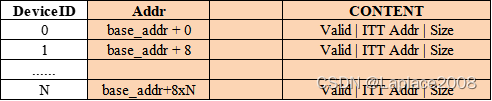 DeviceID Addr CONTENT
0 base_addr + 0 Valid | ITT Addr | Size
1 base_addr + 8 Valid | ITT Addr | Size
......
N base_addr+8xN Valid | ITT Addr | Size
CSDN @Laplace2008